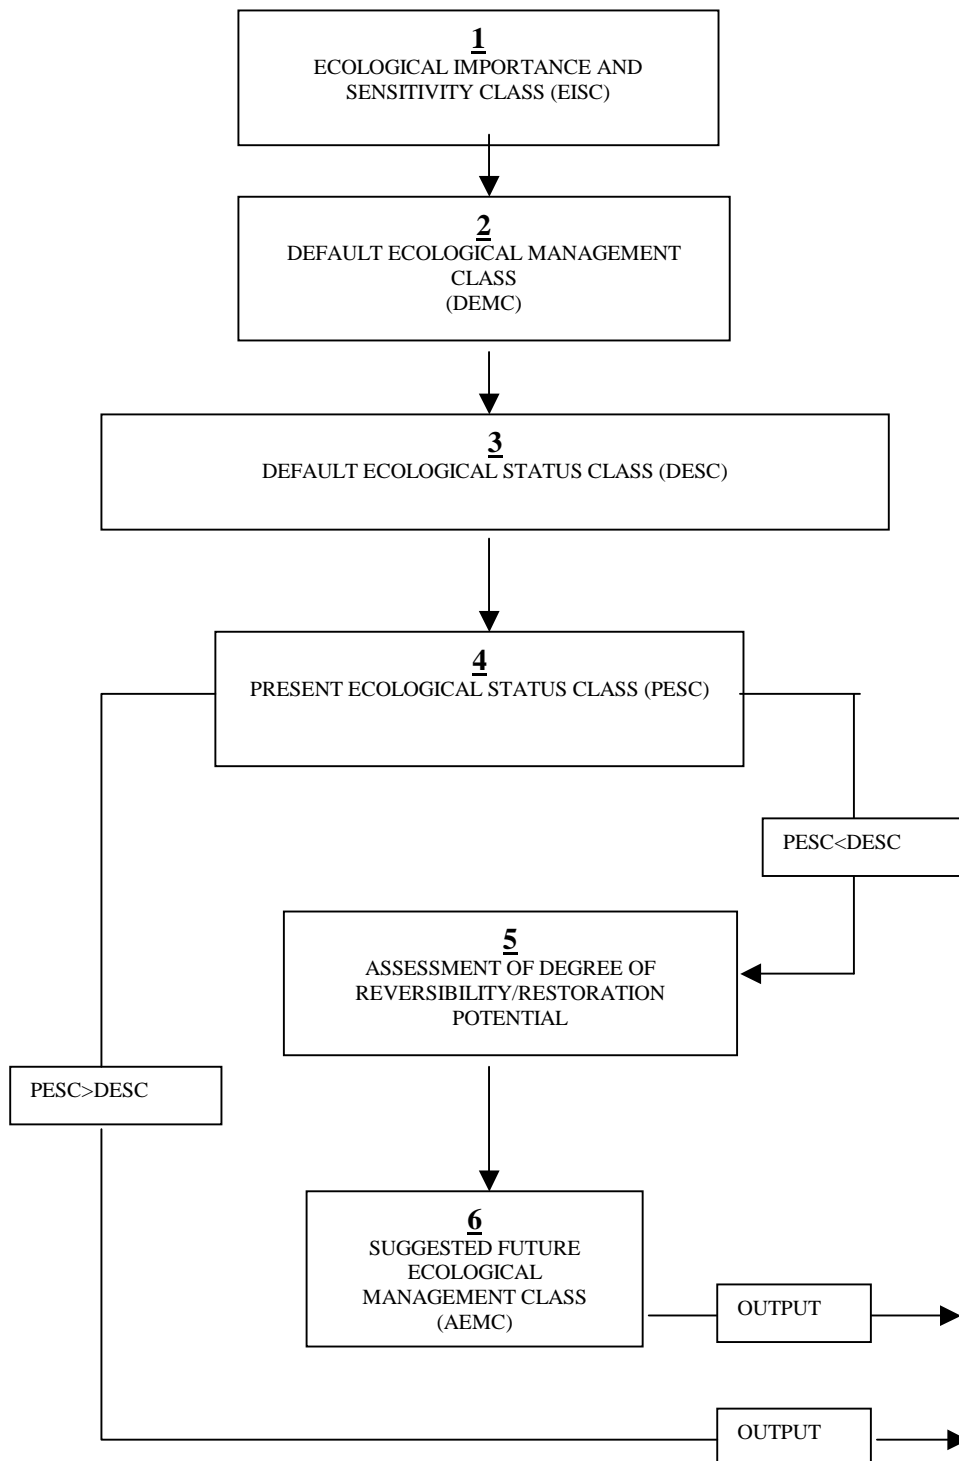 1
ECOLOGICAL IMPORTANCE AND
SENSITIVITY CLASS (EISC)
2
DEFAULT ECOLOGICAL MANAGEMENT
CLASS
(DEMC)
3
DEFAULT ECOLOGICAL STATUS CLASS (DESC)
4
PRESENT ECOLOGICAL STATUS CLASS (PESC)
PESC<DESC
5
ASSESSMENT OF DEGREE OF
REVERSIBILITY/RESTORATION
POTENTIAL
PESC>DESC
6
SUGGESTED FUTURE
ECOLOGICAL
MANAGEMENT CLASS
(AEMC)
OUTPUT
OUTPUT